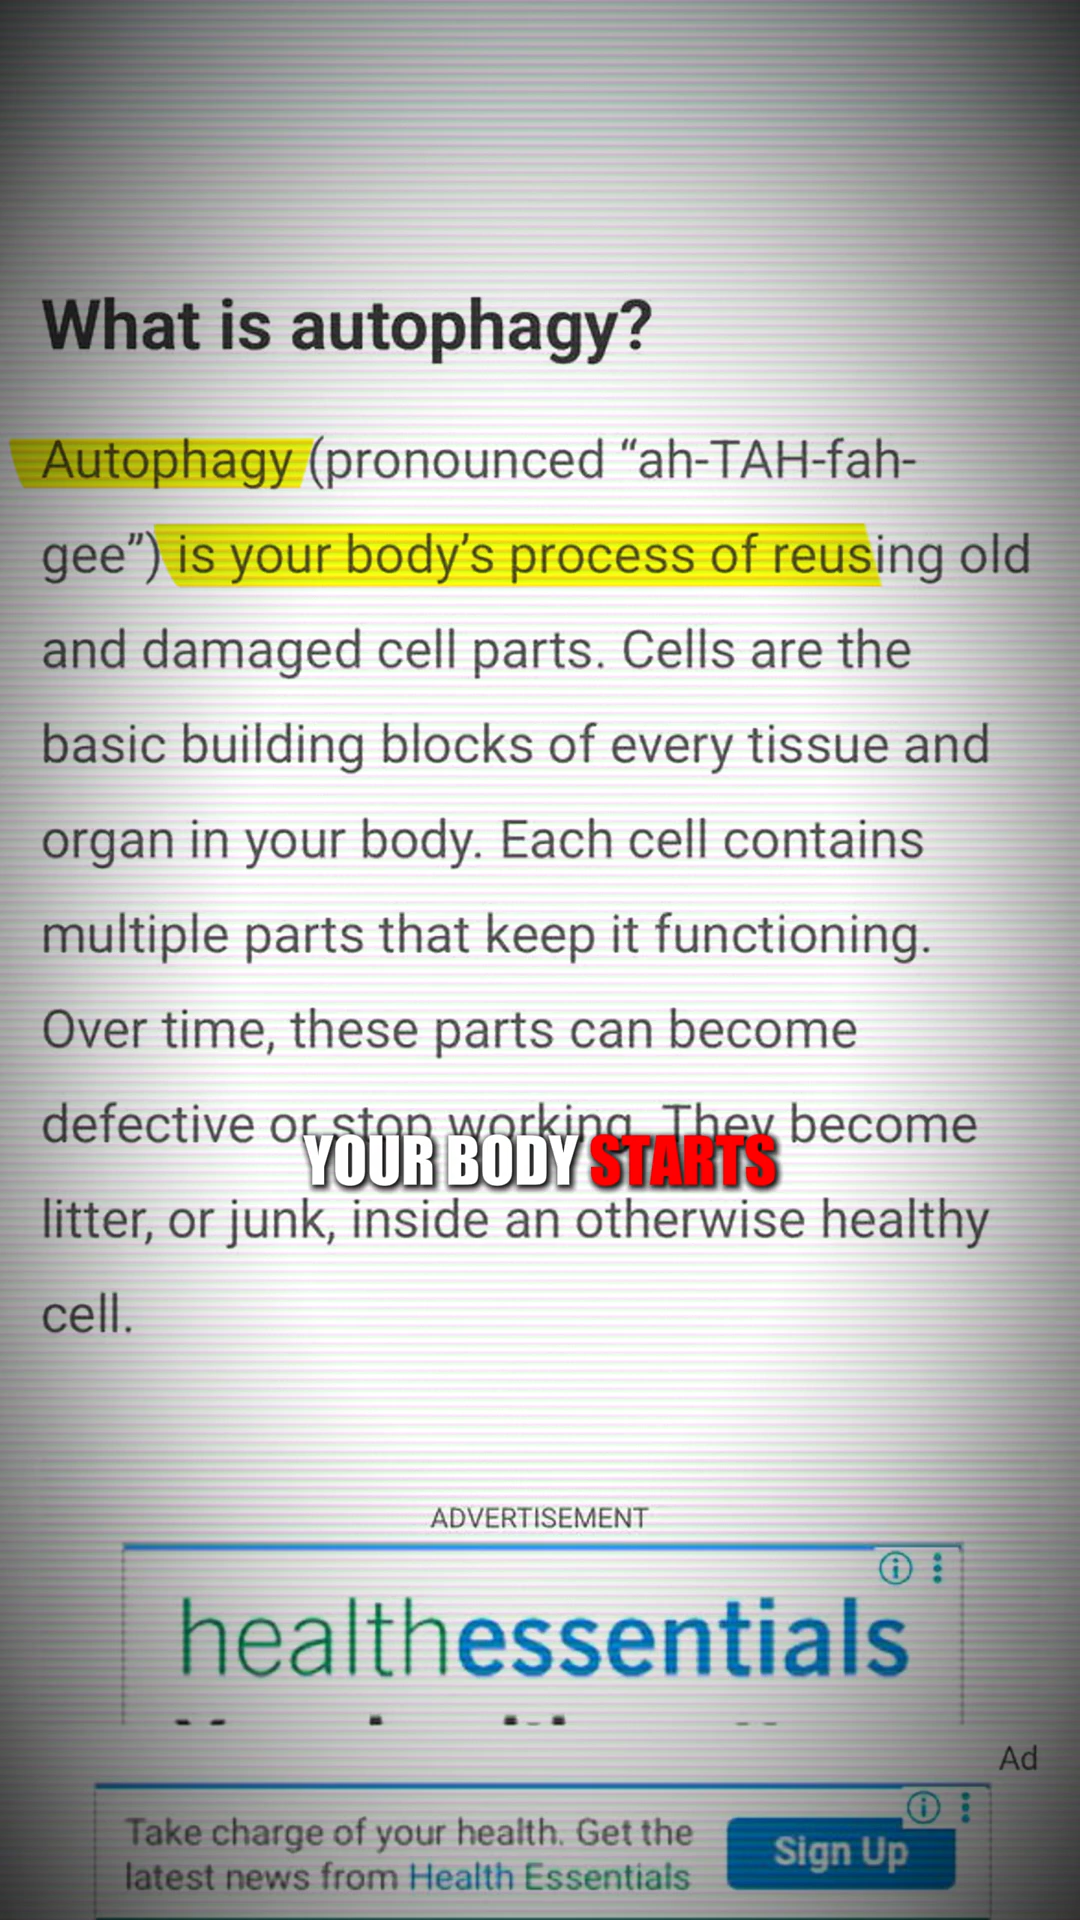 What is autophagy?
Autophagy (pronounced “ah-TAH-fah-
gee”) is your body’s process of reusing old
and damaged cell parts. Cells are the
basic building blocks of every tissue and
organ in your body. Each cell contains
multiple parts that keep it functioning.
Over time, these parts can become
defective or stop working. They become
YOUR BODY STARTS
litter, or junk, inside an otherwise healthy
cell.
ADVERTISEMENT
healthessentials
Ad
Take charge of your health. Get the
latest news from Health Essentials
Sign Up